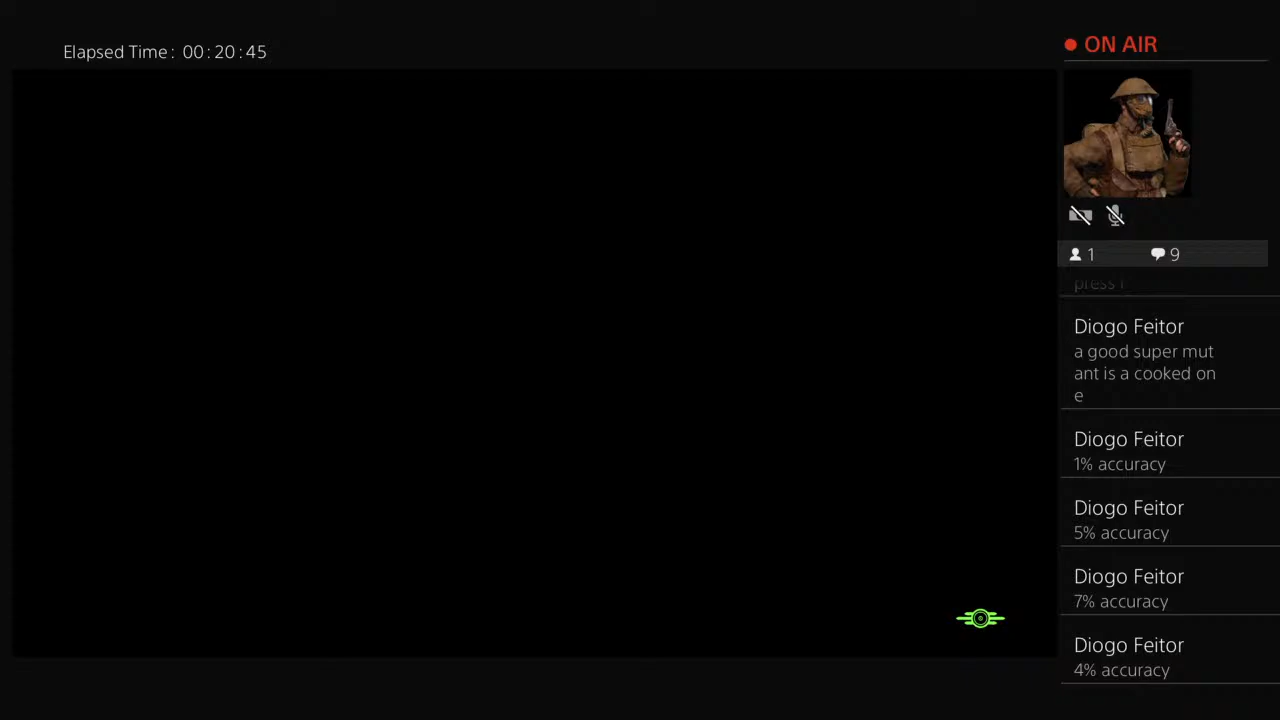 Elapsed Time: 00:20:45
ON AIR
1
9
press
Diogo Feitor
a good super mut
ant is a cooked on
e
Diogo Feitor
1% accuracy
Diogo Feitor
5% accuracy
Diogo Feitor
7% accuracy
Diogo Feitor
4% accuracy